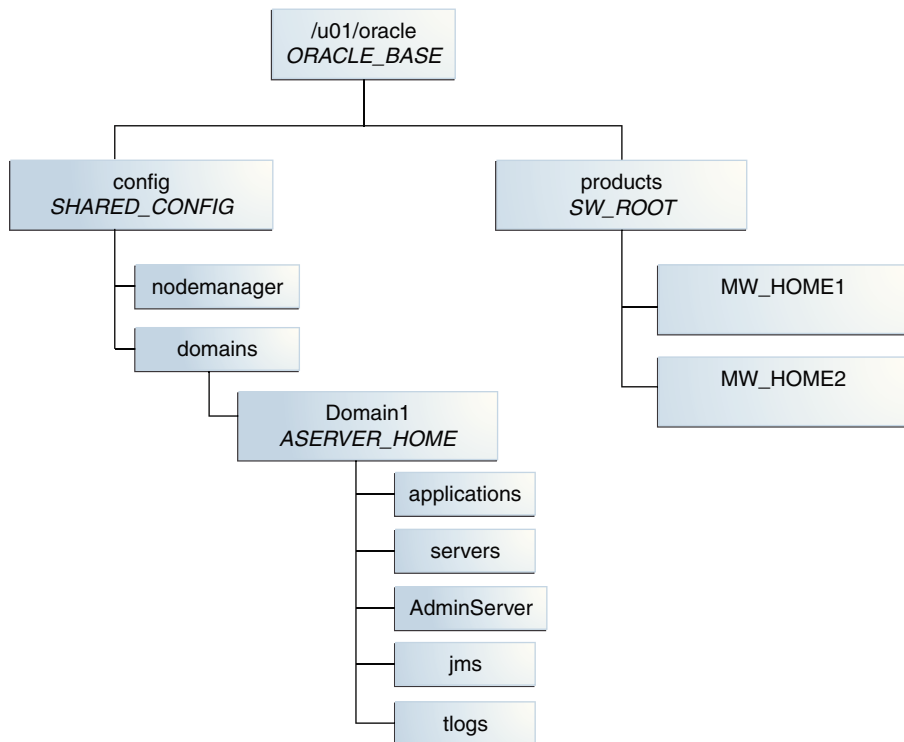 /u01/oracle
ORACLE_BASE
config
SHARED_CONFIG
products
SW_ROOT
nodemanager
MW_HOME1
domains
MW_HOME2
Domain1
ASERVER_HOME
applications
servers
AdminServer
jms
tlogs